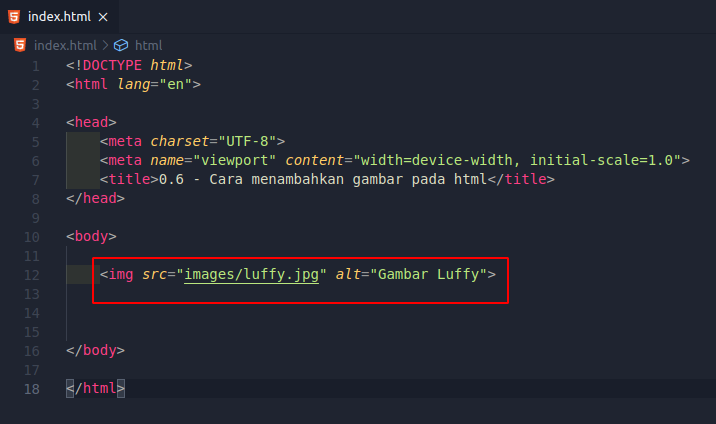 index.html
index.html > html
1 <!DOCTYPE html>
2 <html lang="en">
3
4 <head>
5 <meta charset="UTF-8">
6 <meta name="viewport" content="width=device-width, initial-scale=1.0">
7 <title>0.6 - Cara menambahkan gambar pada html</title>
8 </head>
9
10 <body>
11
12 <img src="images/luffy.jpg" alt="Gambar Luffy">
13
14
15
16 </body>
17
18 </html>